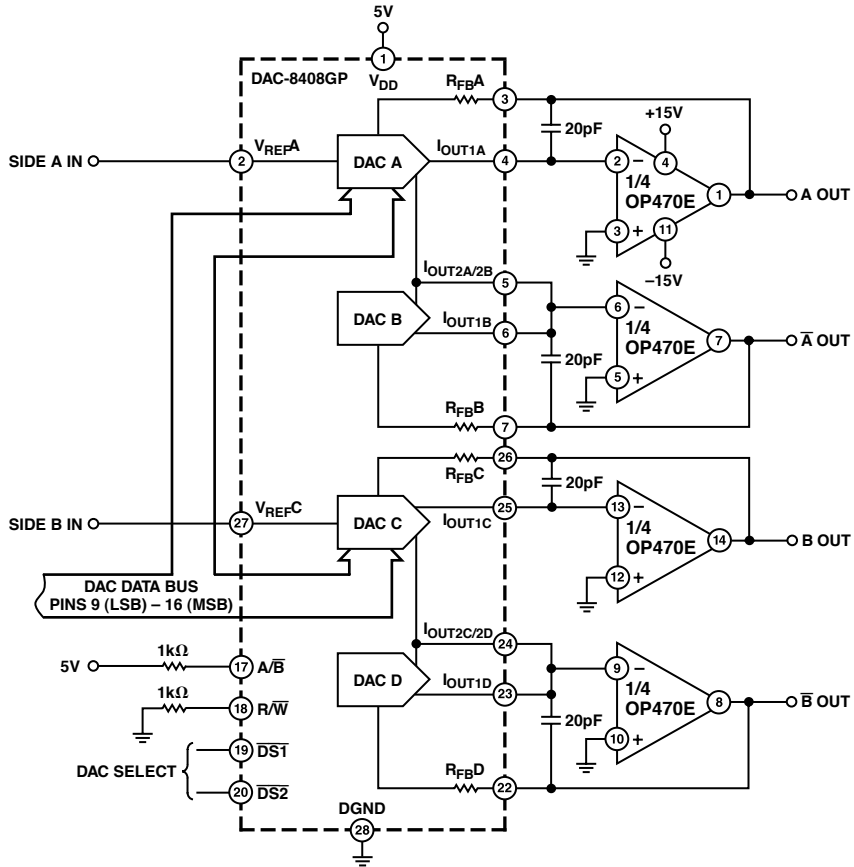 5V
1
DAC-8408GP
VDD
RFBA
3
+15V
20pF
SIDE A IN
2
VREFA
DAC A
IOUT1A
4
2
−
4
1/4
OP470E
1
A OUT
3
+
11
−15V
IOUT2A/2B
5
DAC B
IOUT1B
6
6
−
1/4
OP470E
7
A̅ OUT
20pF
5
+
RFBB
7
26
RFBC
20pF
SIDE B IN
27
VREFC
DAC C
IOUT1C
25
13
−
1/4
OP470E
14
B OUT
12
+
DAC DATA BUS
PINS 9 (LSB) – 16 (MSB)
IOUT2C/2D
24
5V
1kΩ
17
A/B̅
DAC D
IOUT1D
23
9
−
1/4
OP470E
8
B̅ OUT
1kΩ
18
R/W̅
20pF
10
+
DAC SELECT
19
D̅S̅1̅
20
D̅S̅2̅
RFBD
22
DGND
28